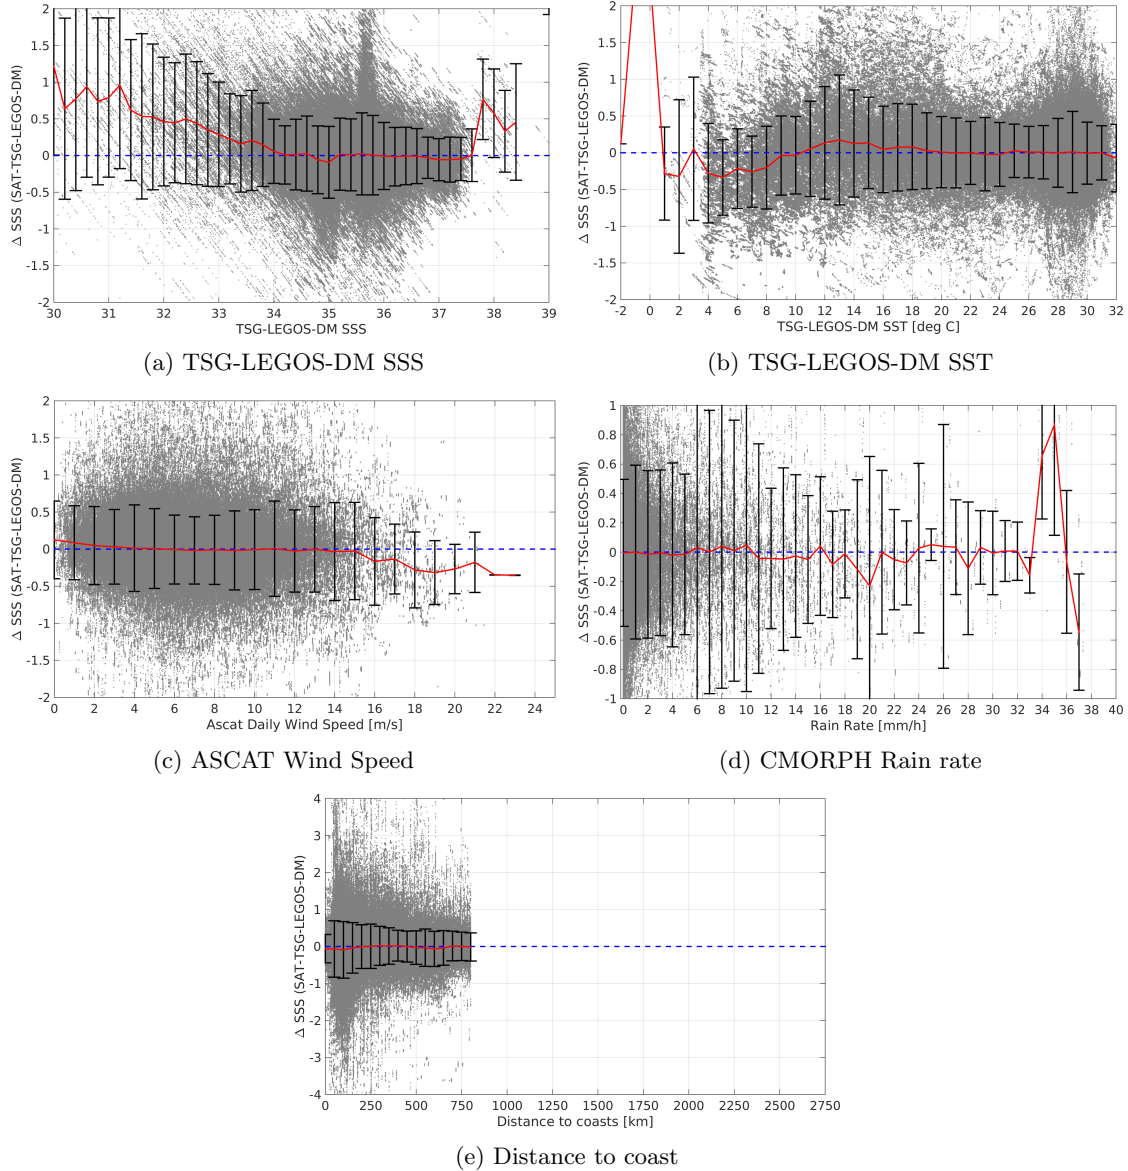 2
1.5
1
0.5
0
-0.5
-1
-1.5
-2
Δ SSS (SAT-TSG-LEGOS-DM)
30 31 32 33 34 35 36 37 38 39
TSG-LEGOS-DM SSS
(a) TSG-LEGOS-DM SSS
2
1.5
1
0.5
0
-0.5
-1
-1.5
-2
Δ SSS (SAT-TSG-LEGOS-DM)
-2 0 2 4 6 8 10 12 14 16 18 20 22 24 26 28 30 32
TSG-LEGOS-DM SST [deg C]
(b) TSG-LEGOS-DM SST
2
1.5
1
0.5
0
-0.5
-1
-1.5
-2
Δ SSS (SAT-TSG-LEGOS-DM)
0 2 4 6 8 10 12 14 16 18 20 22 24
Ascat Daily Wind Speed [m/s]
(c) ASCAT Wind Speed
1
0.8
0.6
0.4
0.2
0
-0.2
-0.4
-0.6
-0.8
-1
Δ SSS (SAT-TSG-LEGOS-DM)
0 2 4 6 8 10 12 14 16 18 20 22 24 26 28 30 32 34 36 38 40
Rain Rate [mm/h]
(d) CMORPH Rain rate
4
3
2
1
0
-1
-2
-3
-4
Δ SSS (SAT-TSG-LEGOS-DM)
0 250 500 750 1000 1250 1500 1750 2000 2250 2500 2750
Distance to coasts [km]
(e) Distance to coast